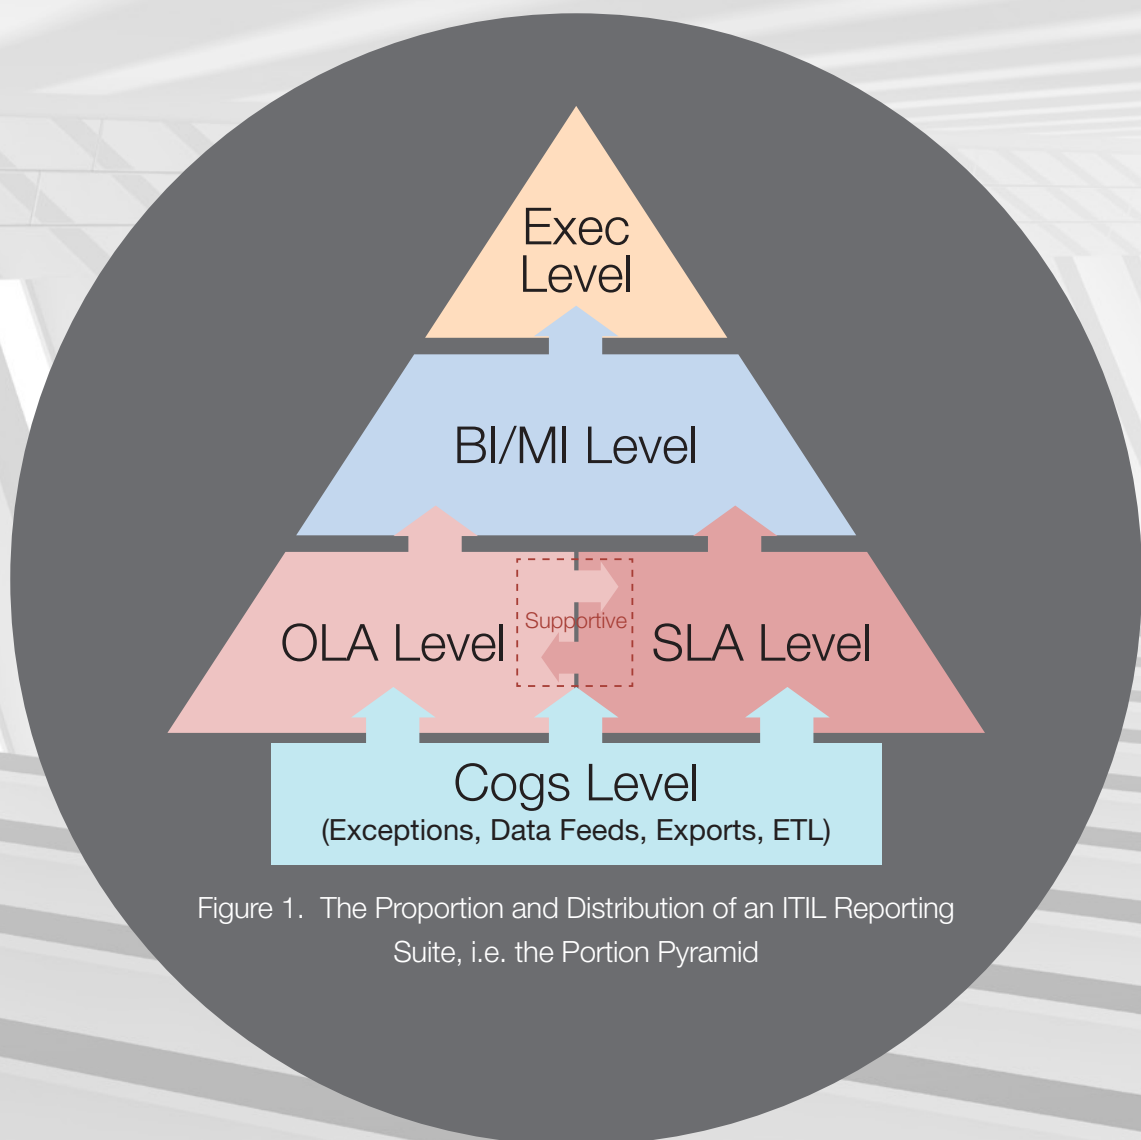 Exec
Level
BI/MI Level
OLA Level
Supportive
SLA Level
Cogs Level
(Exceptions, Data Feeds, Exports, ETL)
Figure 1. The Proportion and Distribution of an ITIL Reporting
Suite, i.e. the Portion Pyramid